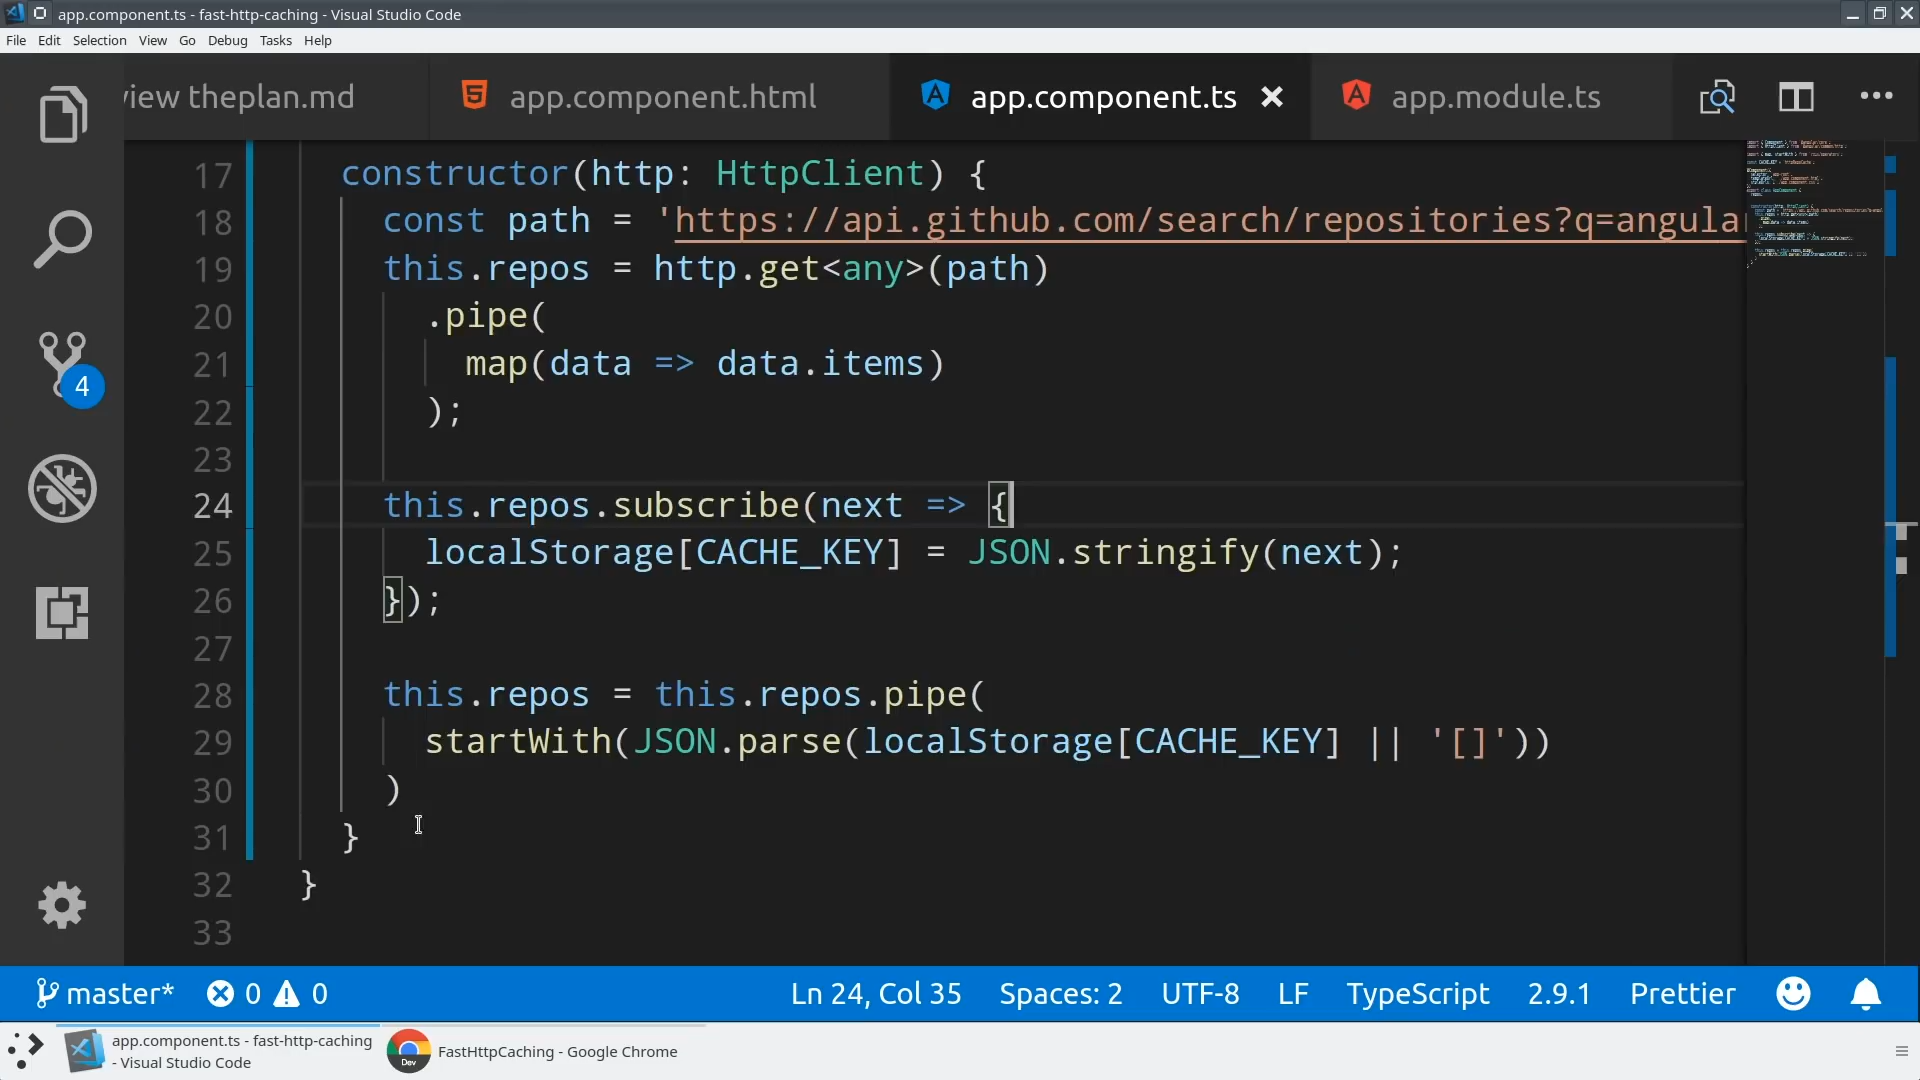 app.component.ts - fast-http-caching - Visual Studio Code
File Edit Selection View Go Debug Tasks Help
view theplan.md app.component.html app.component.ts app.module.ts
17 constructor(http: HttpClient) {
18 const path = 'https://api.github.com/search/repositories?q=angular
19 this.repos = http.get<any>(path)
20 .pipe(
21 map(data => data.items)
22 );
23
24 this.repos.subscribe(next => {
25 localStorage[CACHE_KEY] = JSON.stringify(next);
26 });
27
28 this.repos = this.repos.pipe(
29 startWith(JSON.parse(localStorage[CACHE_KEY] || '[]'))
30 )
31 }
32 }
33
4
master* 0 0 Ln 24, Col 35 Spaces: 2 UTF-8 LF TypeScript 2.9.1 Prettier
app.component.ts - fast-http-caching
- Visual Studio Code
Dev
FastHttpCaching - Google Chrome